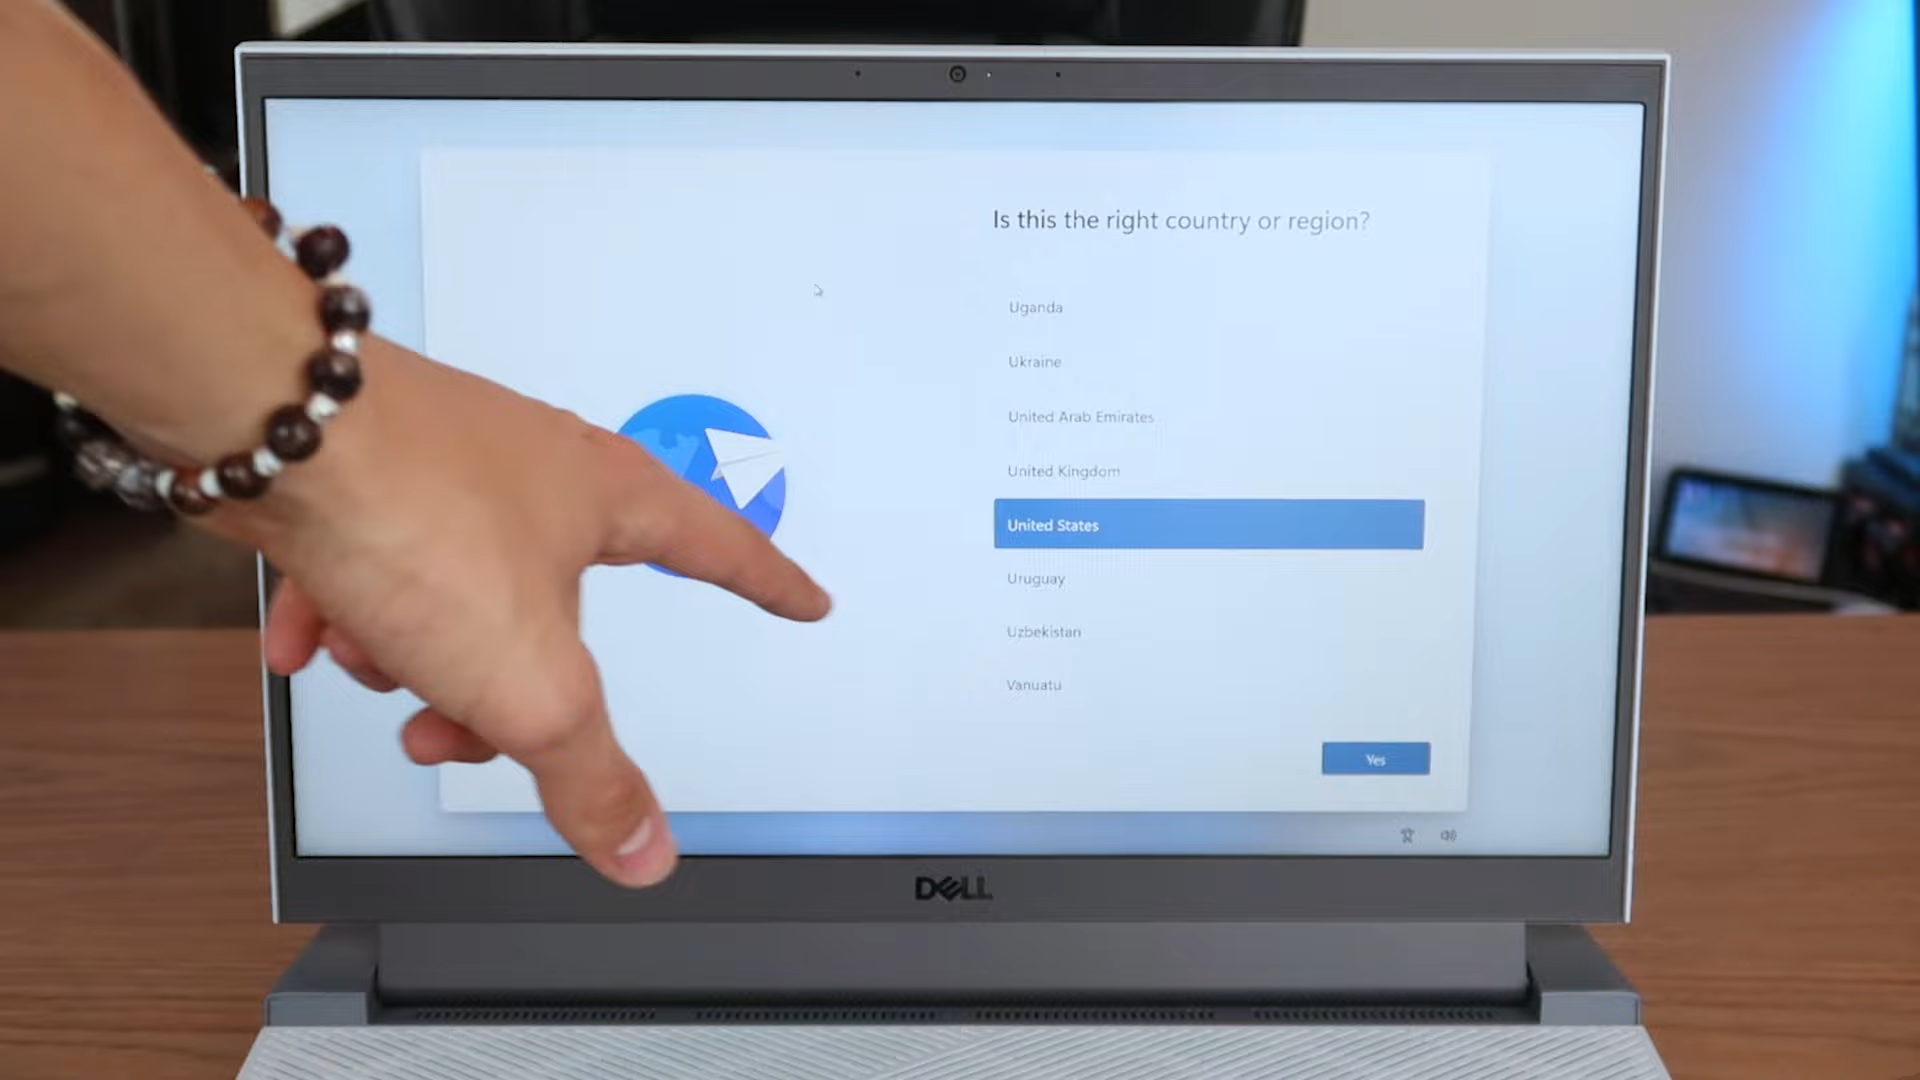 Is this the right country or region?
Uganda
Ukraine
United Arab Emirates
United Kingdom
United States
Uruguay
Uzbekistan
Vanuatu
Yes
DELL